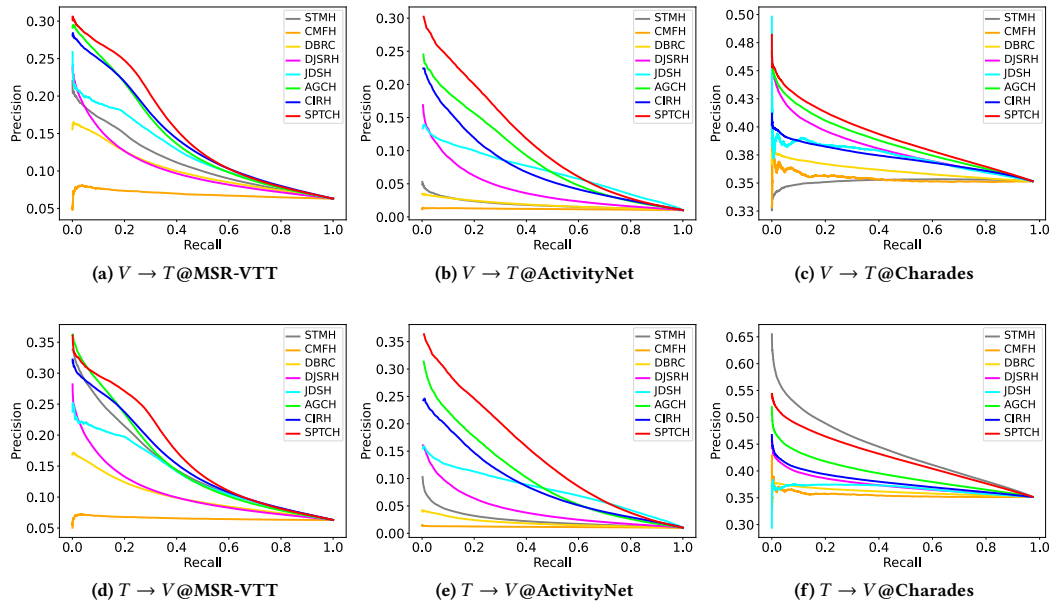 0.30
0.25
0.20
0.15
0.10
0.05
Precision
0.0 0.2 0.4 0.6 0.8 1.0
Recall
STMH
CMFH
DBRC
DJSRH
JDSH
AGCH
CIRH
SPTCH
(a) V → T@MSR-VTT
0.30
0.25
0.20
0.15
0.10
0.05
0.00
Precision
0.0 0.2 0.4 0.6 0.8 1.0
Recall
STMH
CMFH
DBRC
DJSRH
JDSH
AGCH
CIRH
SPTCH
(b) V → T@ActivityNet
0.50
0.48
0.45
0.43
0.40
0.38
0.35
0.33
Precision
0.0 0.2 0.4 0.6 0.8 1.0
Recall
STMH
CMFH
DBRC
DJSRH
JDSH
AGCH
CIRH
SPTCH
(c) V → T@Charades
0.35
0.30
0.25
0.20
0.15
0.10
0.05
Precision
0.0 0.2 0.4 0.6 0.8 1.0
Recall
STMH
CMFH
DBRC
DJSRH
JDSH
AGCH
CIRH
SPTCH
(d) T → V@MSR-VTT
0.35
0.30
0.25
0.20
0.15
0.10
0.05
0.00
Precision
0.0 0.2 0.4 0.6 0.8 1.0
Recall
STMH
CMFH
DBRC
DJSRH
JDSH
AGCH
CIRH
SPTCH
(e) T → V@ActivityNet
0.65
0.60
0.55
0.50
0.45
0.40
0.35
0.30
Precision
0.0 0.2 0.4 0.6 0.8 1.0
Recall
STMH
CMFH
DBRC
DJSRH
JDSH
AGCH
CIRH
SPTCH
(f) T → V@Charades